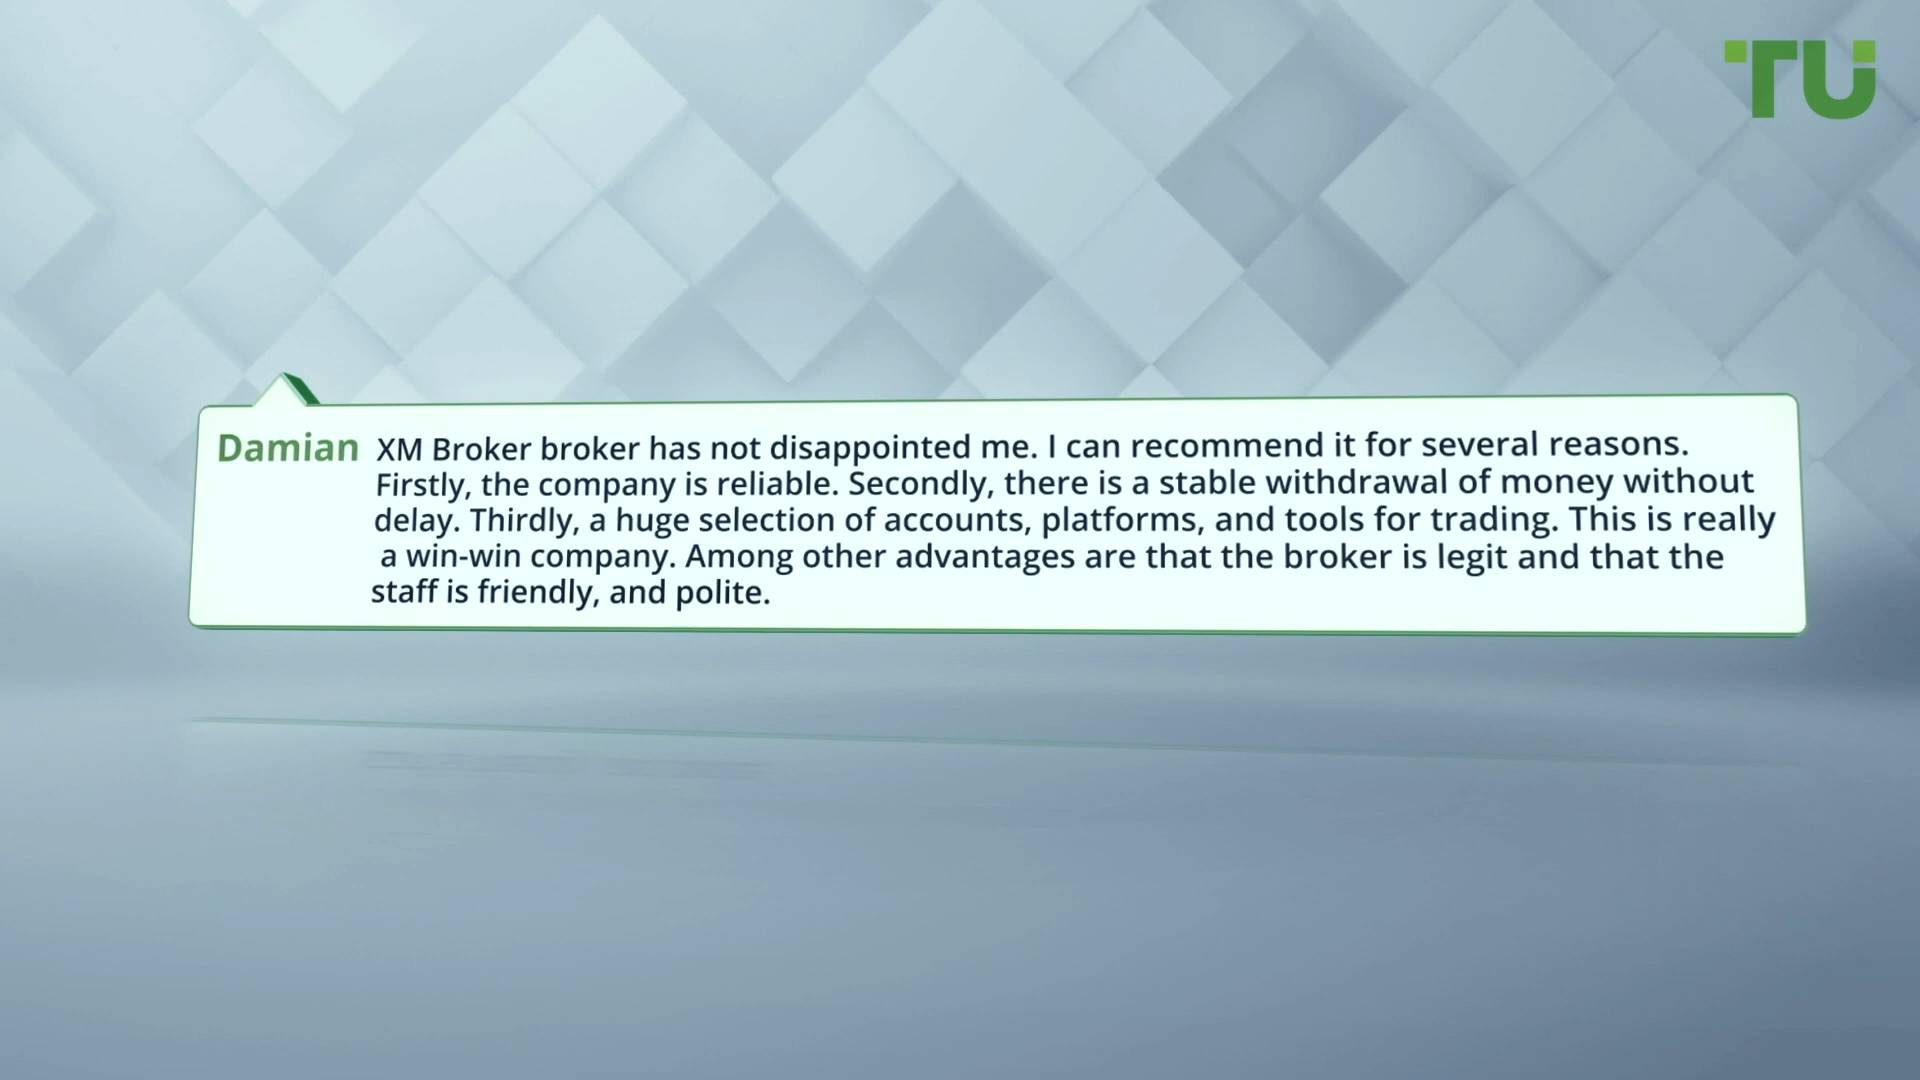 TU
Damian XM Broker broker has not disappointed me. I can recommend it for several reasons.
Firstly, the company is reliable. Secondly, there is a stable withdrawal of money without
delay. Thirdly, a huge selection of accounts, platforms, and tools for trading. This is really
a win-win company. Among other advantages are that the broker is legit and that the
staff is friendly, and polite.